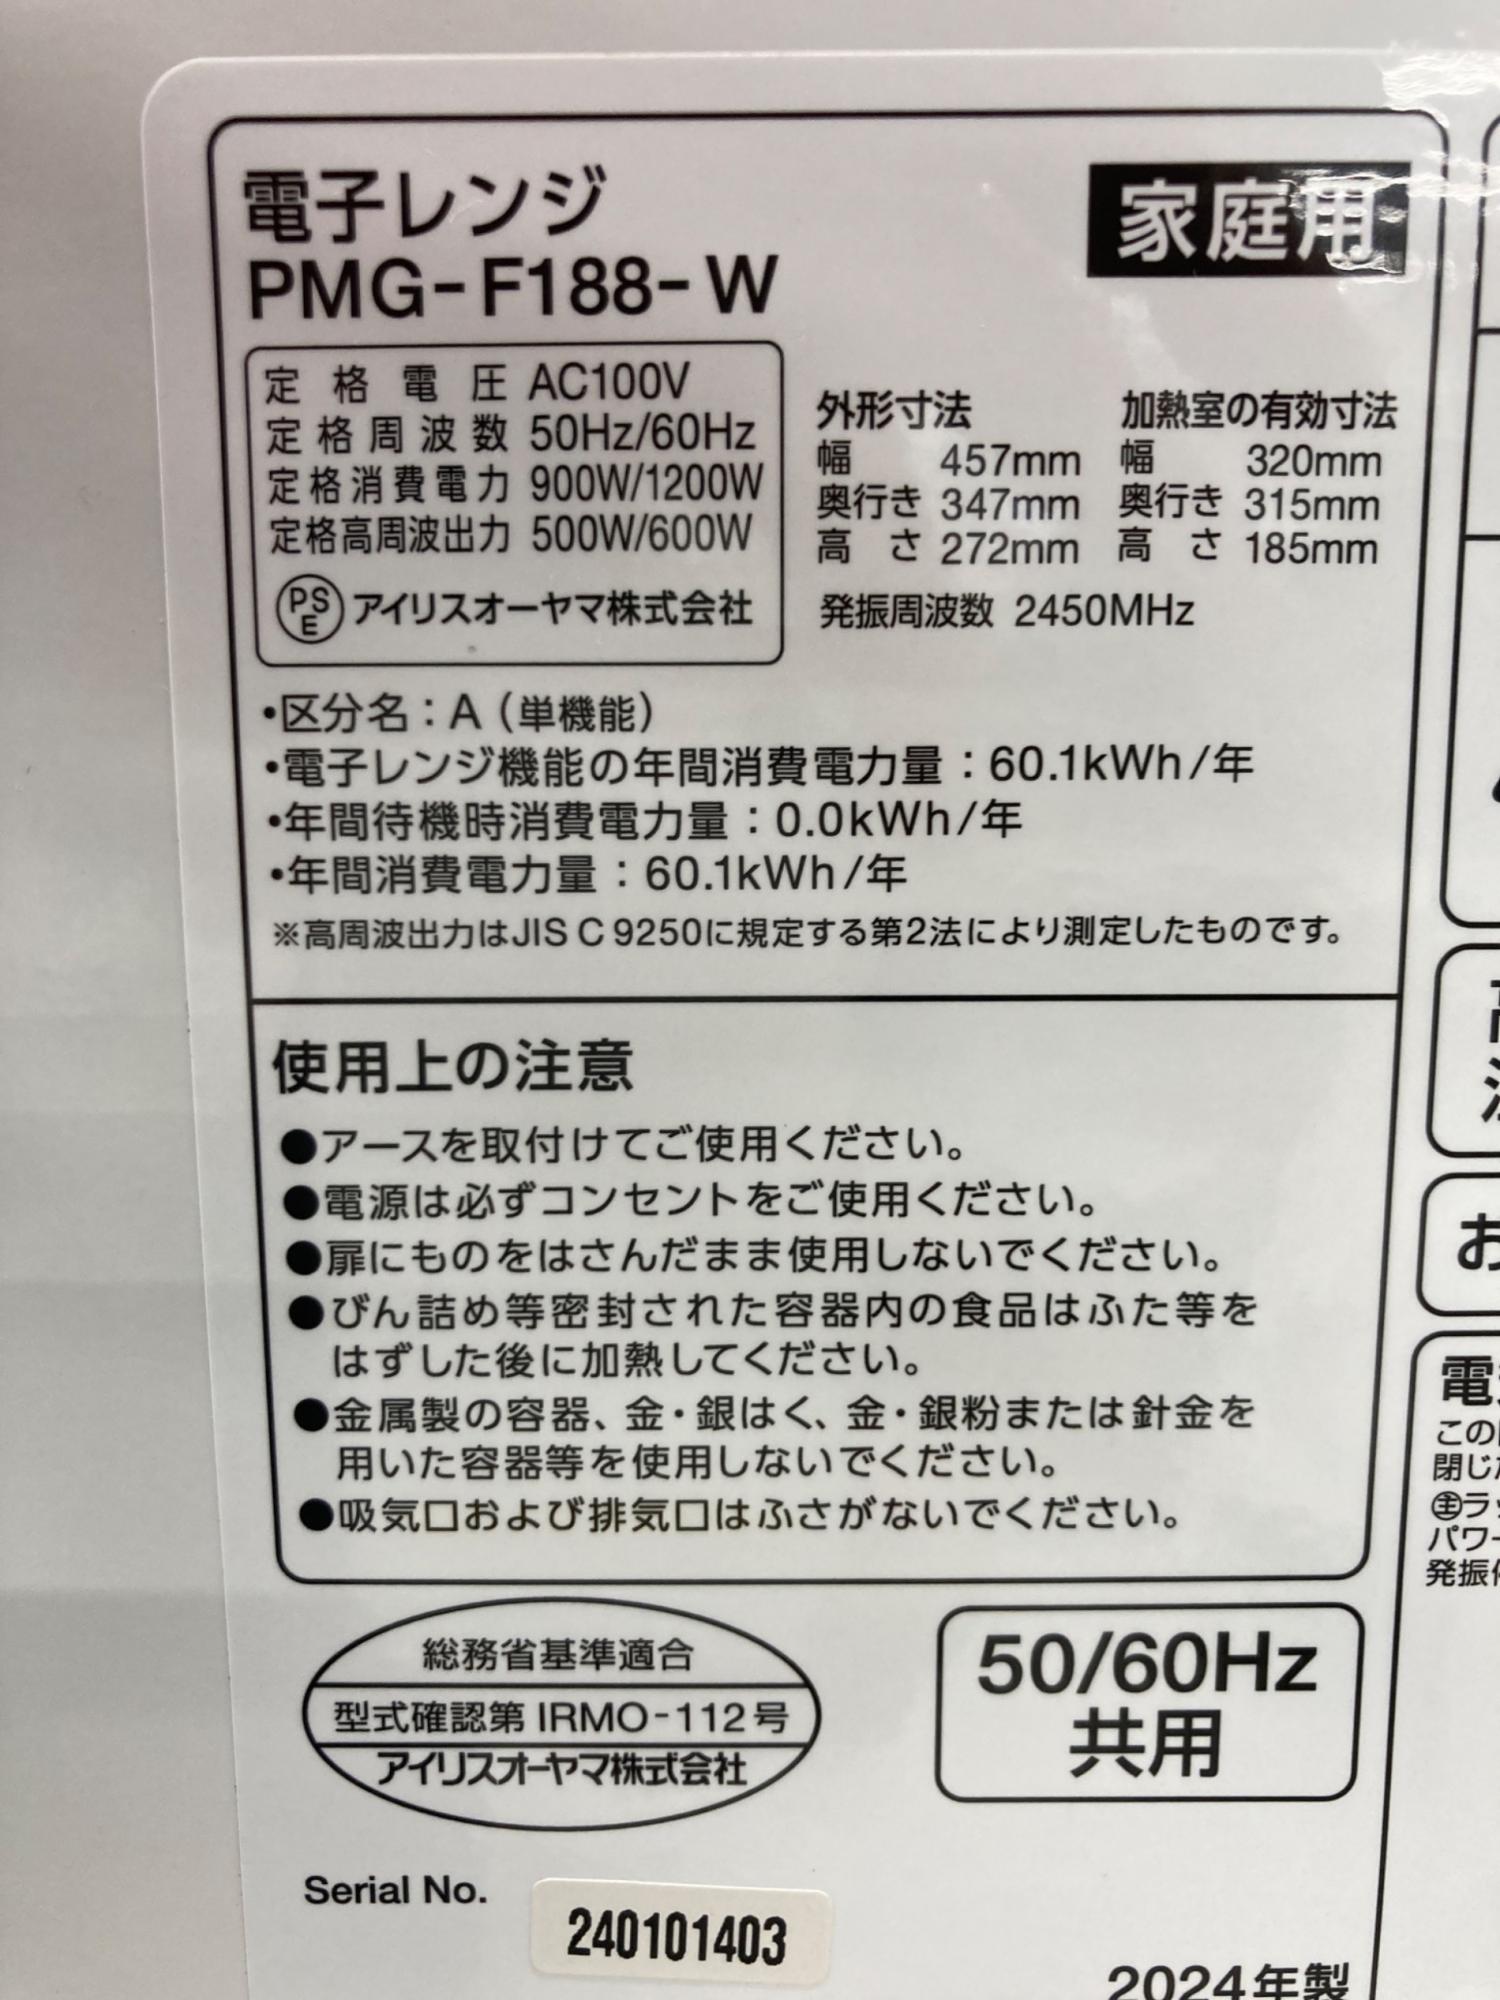 電子レンジ
家庭用
PMG-F188-W
定格電圧 AC100V
定格周波数 50Hz/60Hz
定格消費電力 900W/1200W
定格高周波出力 500W/600W
PSE アイリスオーヤマ株式会社
外形寸法
幅 457mm
奥行き 347mm
高さ 272mm
加熱室の有効寸法
幅 320mm
奥行き 315mm
高さ 185mm
発振周波数 2450MHz
・区分名：A（単機能）
・電子レンジ機能の年間消費電力量：60.1kWh/年
・年間待機時消費電力量：0.0kWh/年
・年間消費電力量：60.1kWh/年
※高周波出力はJIS C 9250に規定する第2法により測定したものです。
使用上の注意
●アースを取付けてご使用ください。
●電源は必ずコンセントをご使用ください。
●扉にものをはさんだまま使用しないでください。
●びん詰め等密封された容器内の食品はふた等を
はずした後に加熱してください。
●金属製の容器、金・銀はく、金・銀粉または針金を
用いた容器等を使用しないでください。
●吸気口および排気口はふさがないでください。
総務省基準適合
型式確認第 IRMO-112号
アイリスオーヤマ株式会社
50/60Hz
共用
Serial No.
240101403
2024年製